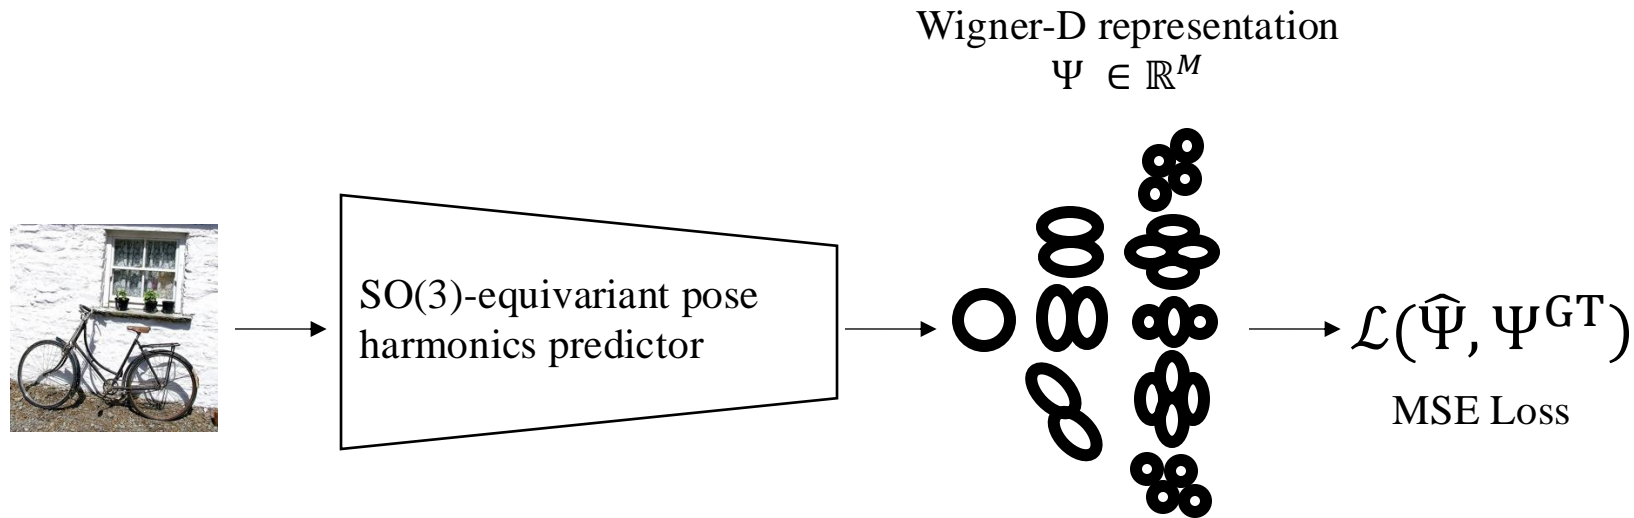 Wigner-D representation
Ψ ∈ ℝ^M
SO(3)-equivariant pose
harmonics predictor
ℒ(Ψ̂, Ψ^GT)
MSE Loss